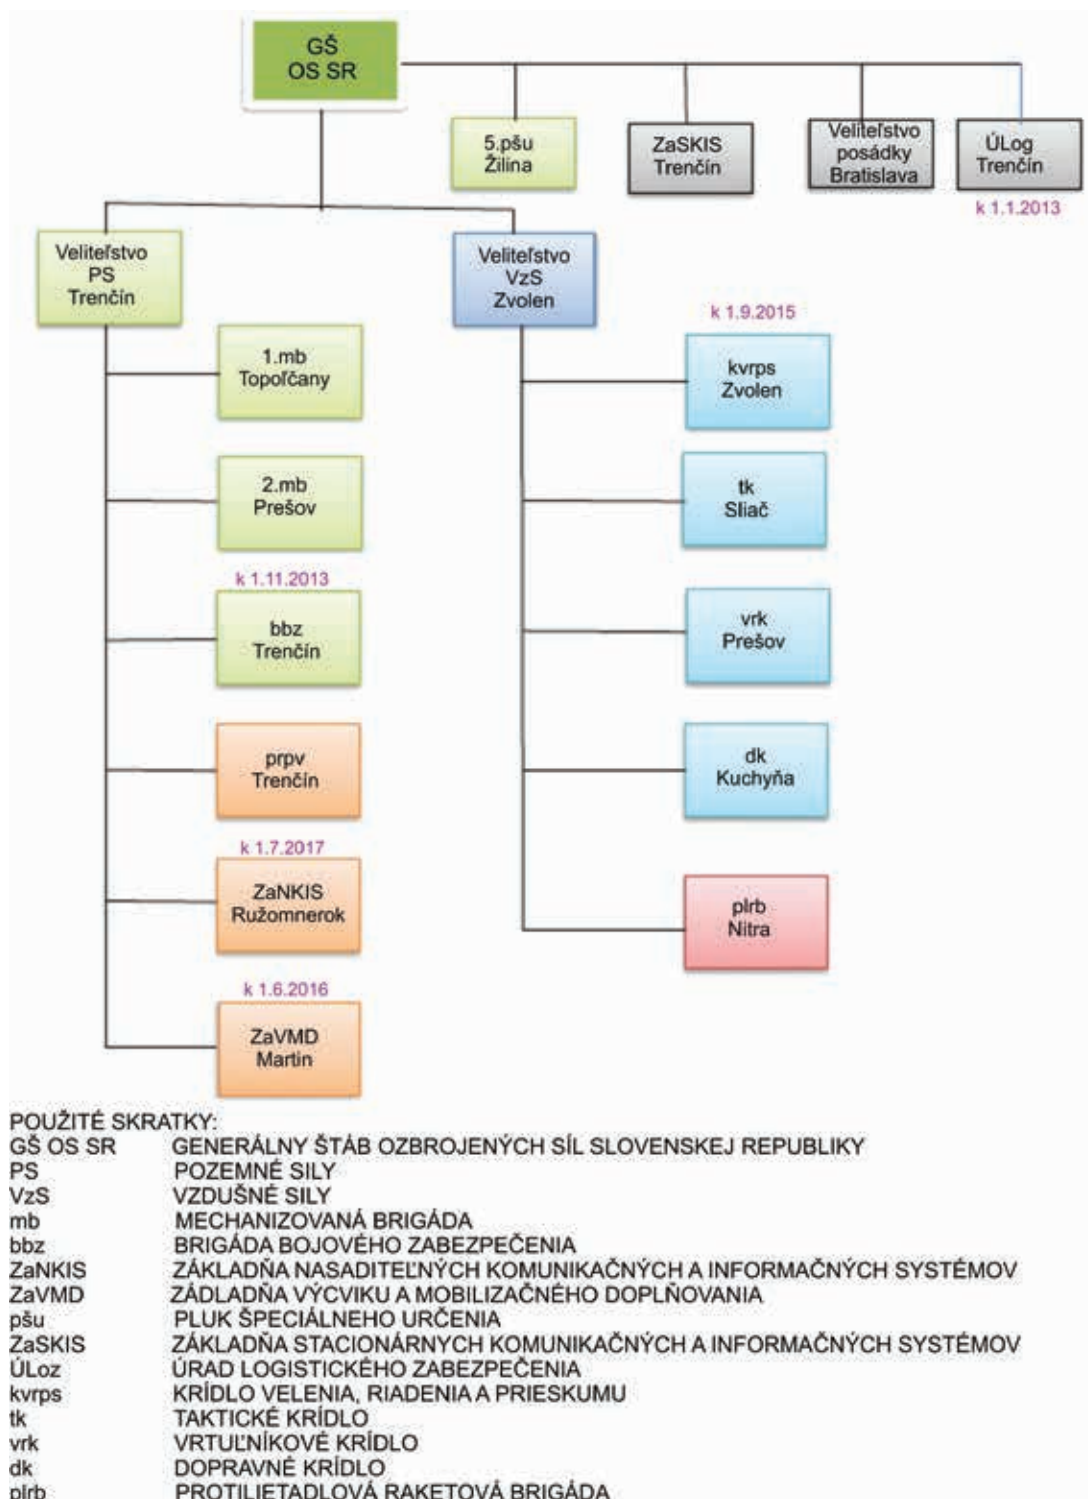 GŠ
OS SR
5.pšu
Žilina
ZaSKIS
Trenčín
Veliteľstvo
posádky
Bratislava
ÚLog
Trenčín
k 1.1.2013
Veliteľstvo
PS
Trenčín
Veliteľstvo
VzS
Zvolen
1.mb
Topoľčany
2.mb
Prešov
k 1.11.2013
bbz
Trenčín
prpv
Trenčín
k 1.7.2017
ZaNKIS
Ružomnerok
k 1.6.2016
ZaVMD
Martin
k 1.9.2015
kvrps
Zvolen
tk
Sliač
vrk
Prešov
dk
Kuchyňa
plrb
Nitra
POUŽITÉ SKRATKY:
GŠ OS SR GENERÁLNY ŠTÁB OZBROJENÝCH SÍL SLOVENSKEJ REPUBLIKY
PS POZEMNÉ SILY
VzS VZDUŠNÉ SILY
mb MECHANIZOVANÁ BRIGÁDA
bbz BRIGÁDA BOJOVÉHO ZABEZPEČENIA
ZaNKIS ZÁKLADŇA NASADITEĽNÝCH KOMUNIKAČNÝCH A INFORMAČNÝCH SYSTÉMOV
ZaVMD ZÁDLADŇA VÝCVIKU A MOBILIZAČNÉHO DOPLŇOVANIA
pšu PLUK ŠPECIÁLNEHO URČENIA
ZaSKIS ZÁKLADŇA STACIONÁRNYCH KOMUNIKAČNÝCH A INFORMAČNÝCH SYSTÉMOV
ÚLoz ÚRAD LOGISTICKÉHO ZABEZPEČENIA
kvrps KRÍDLO VELENIA, RIADENIA A PRIESKUMU
tk TAKTICKÉ KRÍDLO
vrk VRTUĽNÍKOVÉ KRÍDLO
dk DOPRAVNÉ KRÍDLO
plrb PROTILIETADLOVÁ RAKETOVÁ BRIGÁDA